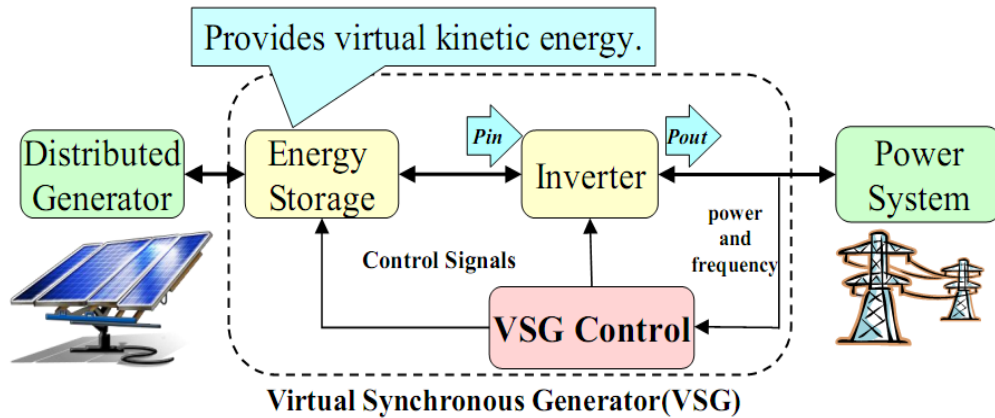 Provides virtual kinetic energy.
Distributed
Generator
Energy
Storage
Pin
Inverter
Pout
Power
System
power
and
frequency
Control Signals
VSG Control
Virtual Synchronous Generator(VSG)